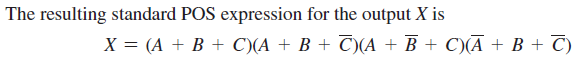 The resulting standard POS expression for the output X is
X = (A + B + C)(A + B + C̅)(A + B̅ + C)(A̅ + B + C̅)